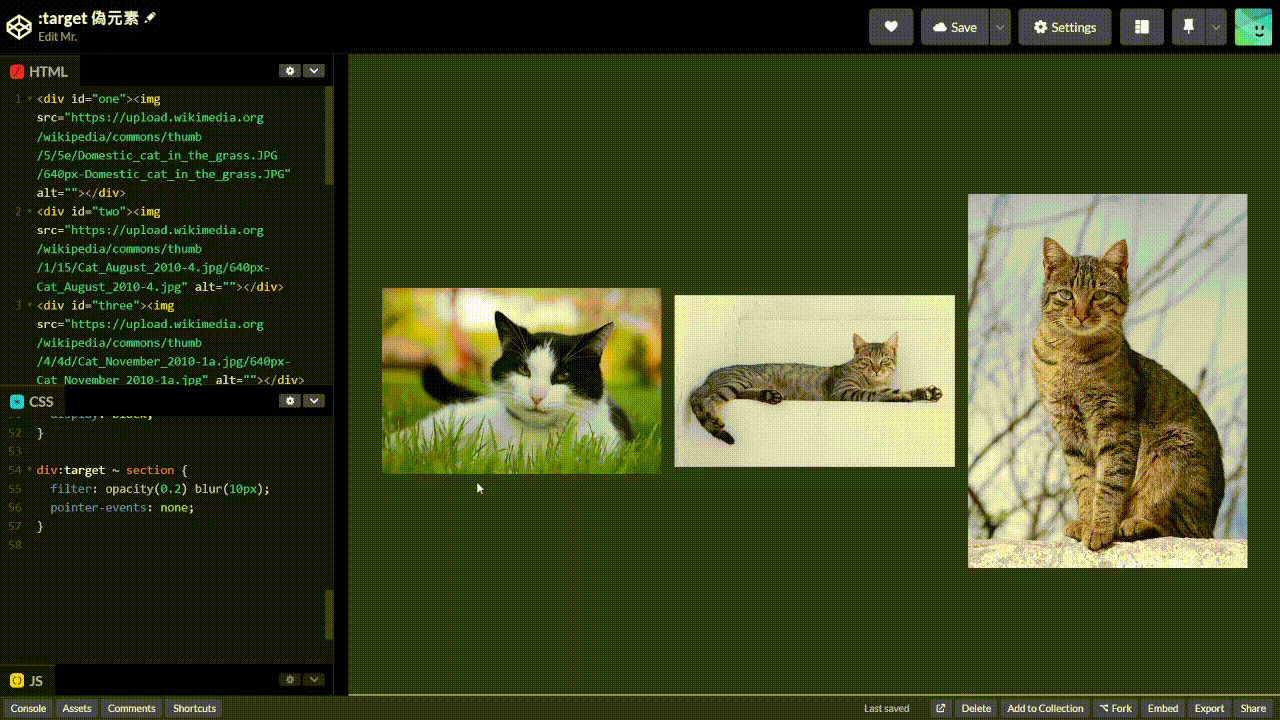 :target 偽元素
Edit Mr.
Save
Settings
HTML
1 <div id="one"><img
src="https://upload.wikimedia.org
/wikipedia/commons/thumb
/5/5e/Domestic_cat_in_the_grass.JPG
/640px-Domestic_cat_in_the_grass.JPG"
alt=""></div>
2 <div id="two"><img
src="https://upload.wikimedia.org
/wikipedia/commons/thumb
/1/15/Cat_August_2010-4.jpg/640px-
Cat_August_2010-4.jpg" alt=""></div>
3 <div id="three"><img
src="https://upload.wikimedia.org
/wikipedia/commons/thumb
/4/4d/Cat_November_2010-1a.jpg/640px-
Cat_November_2010-1a.jpg" alt=""></div>
CSS
display: block;
52 }
53
54 div:target ~ section {
55 filter: opacity(0.2) blur(10px);
56 pointer-events: none;
57 }
58
JS
Console Assets Comments Shortcuts Last saved Delete Add to Collection Fork Embed Export Share